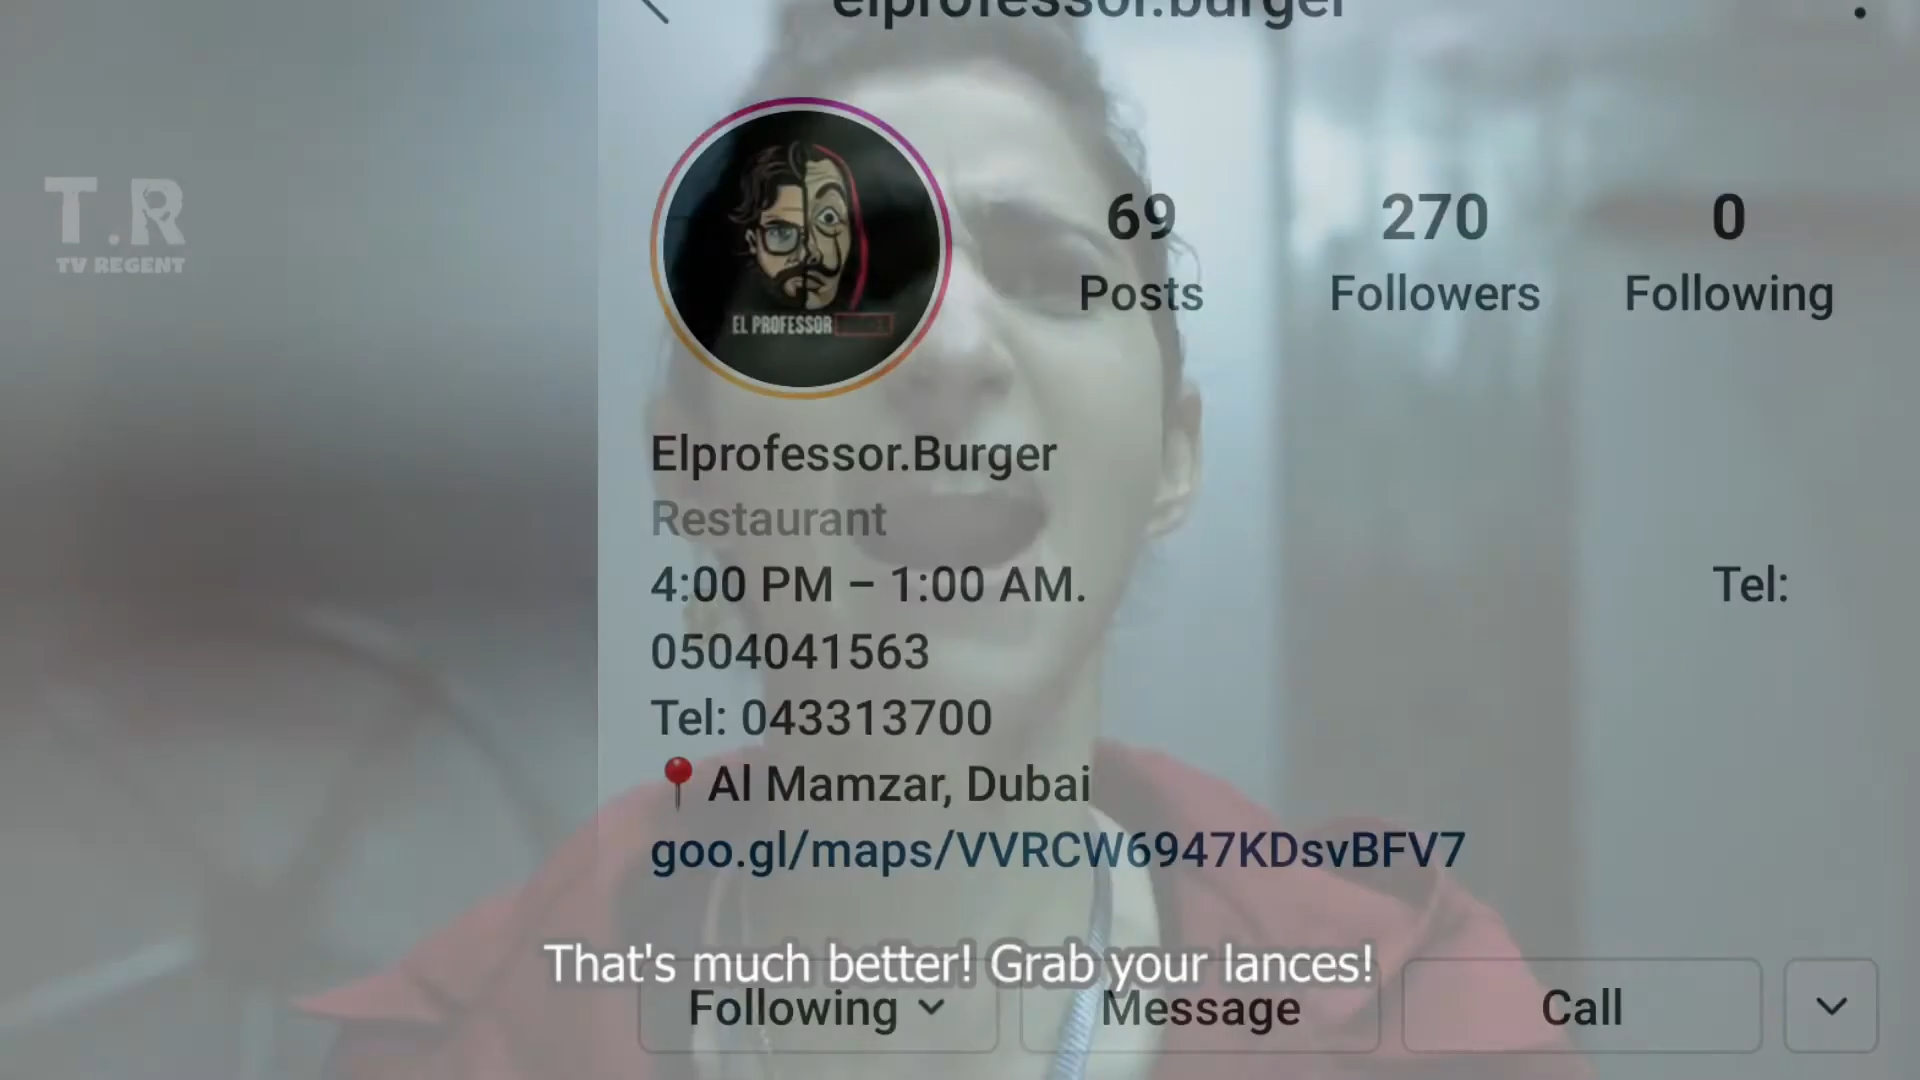 elprofessor.burger
T.R
TV REGENT
EL PROFESSOR
69
Posts
270
Followers
0
Following
Elprofessor.Burger
Restaurant
4:00 PM – 1:00 AM.
Tel:
0504041563
Tel: 043313700
Al Mamzar, Dubai
goo.gl/maps/VVRCW6947KDsvBFV7
That's much better! Grab your lances!
Following
Message
Call